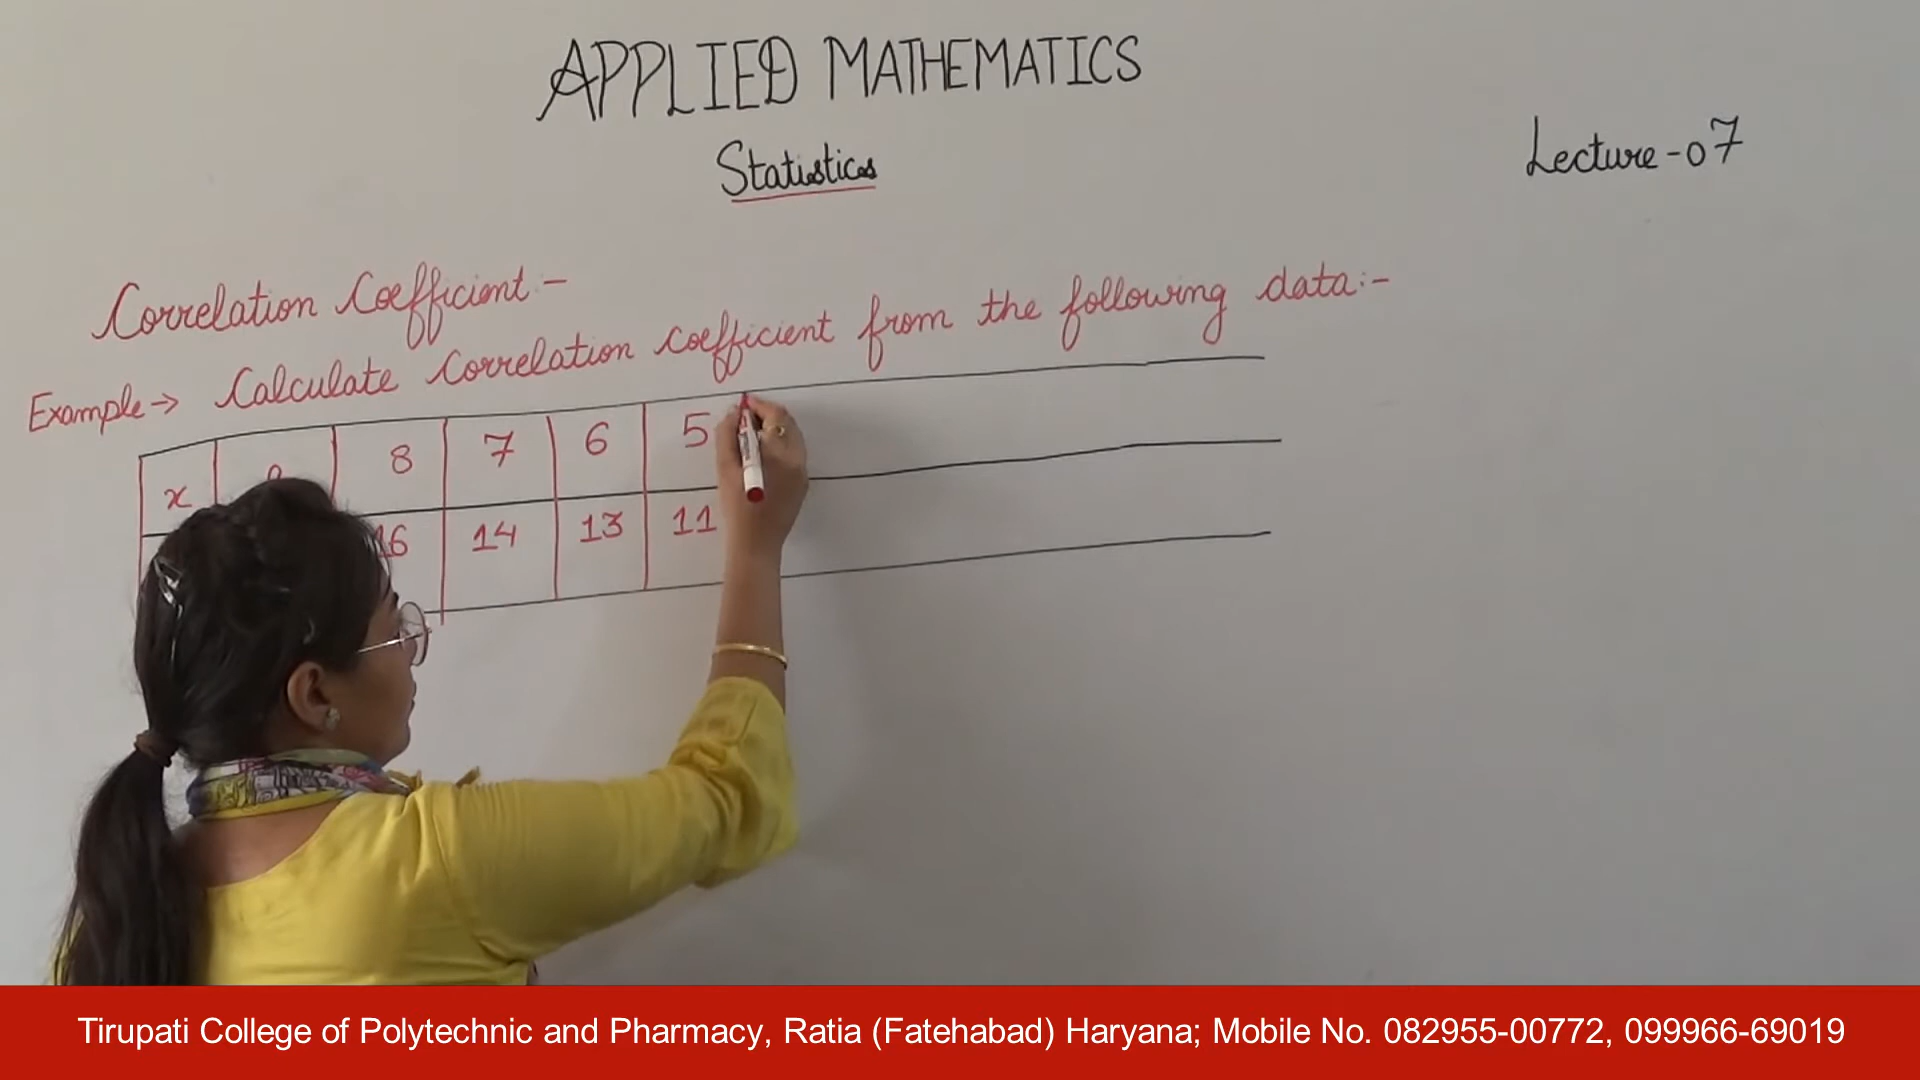 APPLIED MATHEMATICS
Statistics
Lecture-07
Correlation Coefficient:-
Example→ Calculate Correlation coefficient from the following data:-
x 8 7 6 5
16 14 13 11
Tirupati College of Polytechnic and Pharmacy, Ratia (Fatehabad) Haryana; Mobile No. 082955-00772, 099966-69019